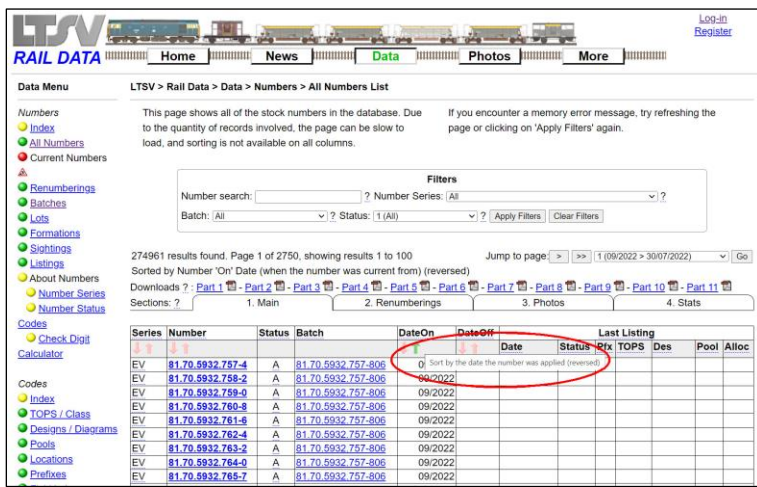 LTSV
RAIL DATA
Home
News
Data
Photos
More
Log-in
Register
Data Menu
Numbers
Index
All Numbers
Current Numbers
Renumberings
Batches
Lots
Formations
Sightings
Listings
About Numbers
Number Series
Number Status
Codes
Check Digit
Calculator
Codes
Index
TOPS / Class
Designs / Diagrams
Pools
Locations
Prefixes
LTSV > Rail Data > Data > Numbers > All Numbers List
This page shows all of the stock numbers in the database. Due
to the quantity of records involved, the page can be slow to
load, and sorting is not available on all columns.
If you encounter a memory error message, try refreshing the
page or clicking on 'Apply Filters' again.
Filters
Number search: ? Number Series: All ?
Batch: All ? Status: 1 (All) ? Apply Filters Clear Filters
274961 results found. Page 1 of 2750, showing results 1 to 100 Jump to page: > >> 1 (09/2022 > 30/07/2022) Go
Sorted by Number 'On' Date (when the number was current from) (reversed)
Downloads ? : Part 1 - Part 2 - Part 3 - Part 4 - Part 5 - Part 6 - Part 7 - Part 8 - Part 9 - Part 10 - Part 11
Sections: ? 1. Main 2. Renumberings 3. Photos 4. Stats
Series Number Status Batch DateOn DateOff Last Listing
Date Status Pfx TOPS Des Pool Alloc
Sort by the date the number was applied (reversed)
EV 81.70.5932.757-4 A 81.70.5932.757-806
EV 81.70.5932.758-2 A 81.70.5932.757-806 09/2022
EV 81.70.5932.759-0 A 81.70.5932.757-806 09/2022
EV 81.70.5932.760-8 A 81.70.5932.757-806 09/2022
EV 81.70.5932.761-6 A 81.70.5932.757-806 09/2022
EV 81.70.5932.762-4 A 81.70.5932.757-806 09/2022
EV 81.70.5932.763-2 A 81.70.5932.757-806 09/2022
EV 81.70.5932.764-0 A 81.70.5932.757-806 09/2022
EV 81.70.5932.765-7 A 81.70.5932.757-806 09/2022